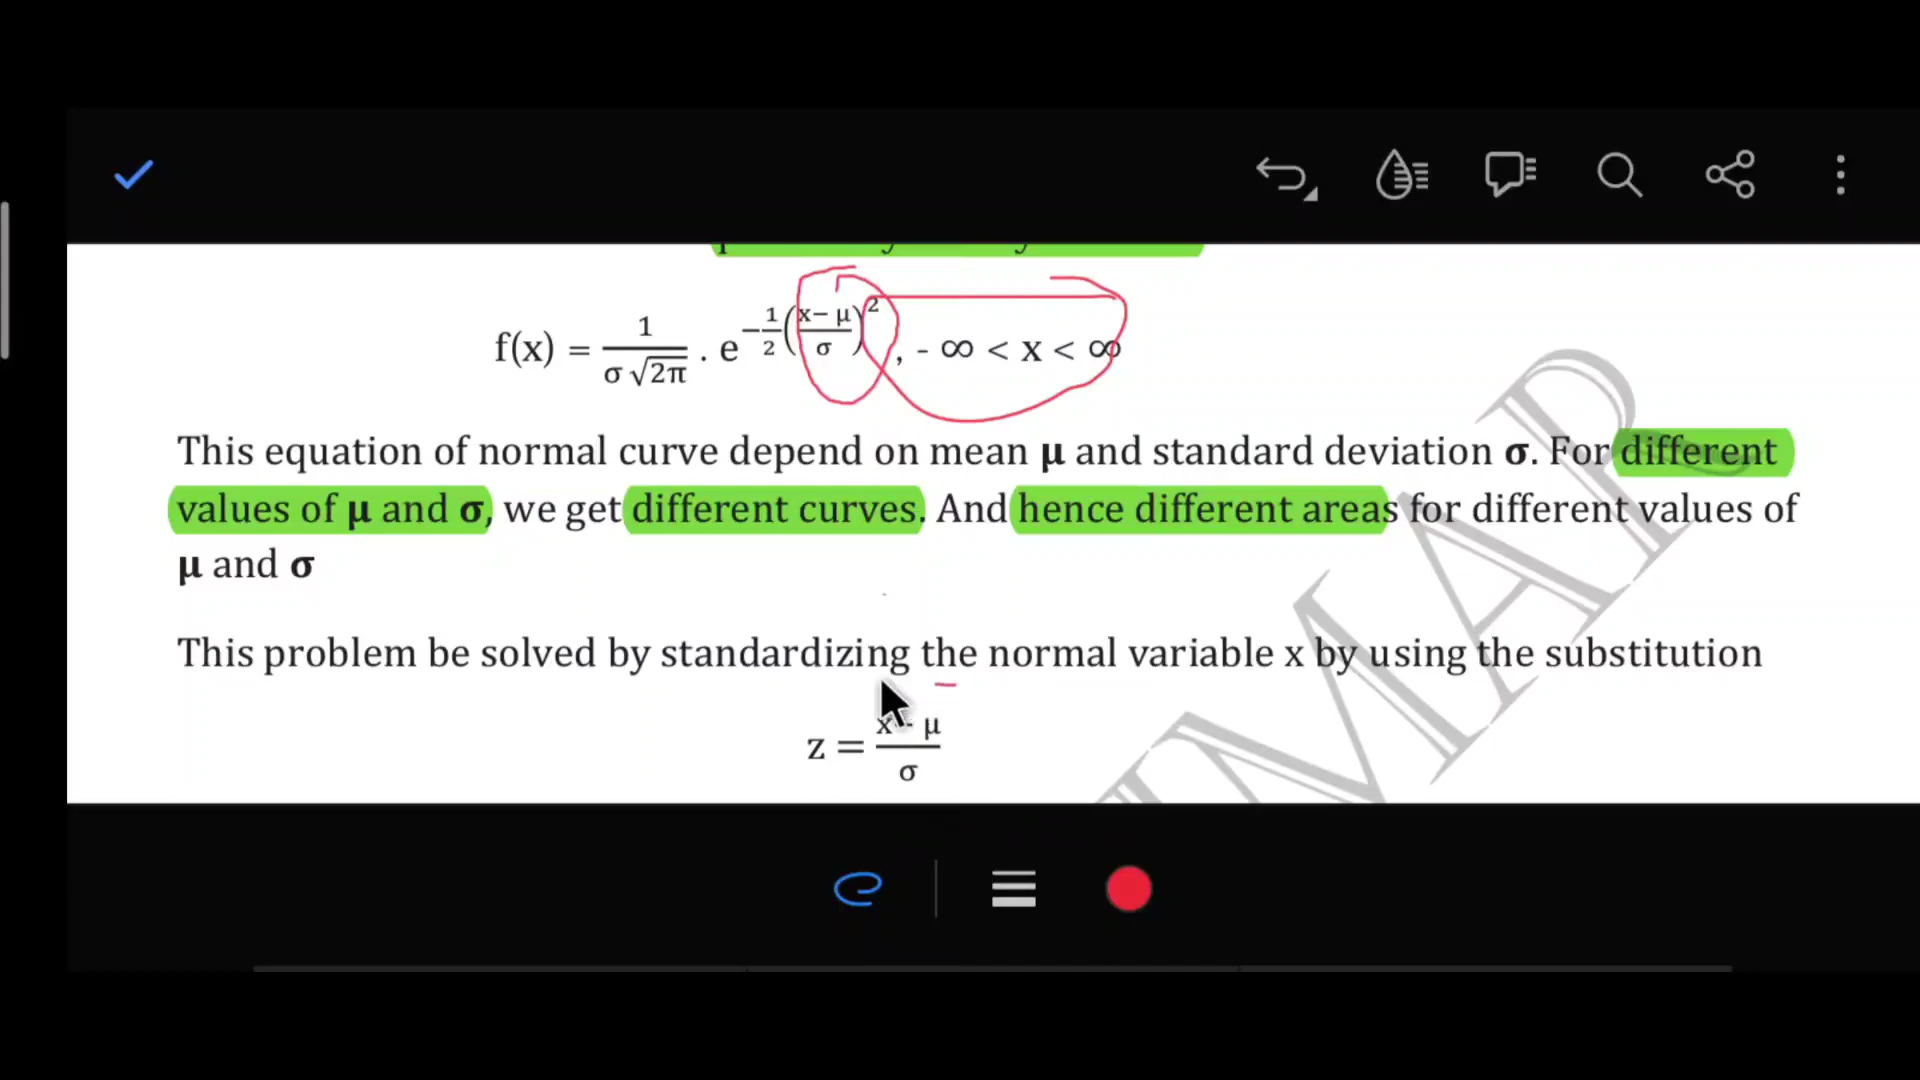 f(x) = 1/(σ √2π) . e^(-1/2 ((x- μ)/σ)^2) , - ∞ < x < ∞
This equation of normal curve depend on mean μ and standard deviation σ. For different
values of μ and σ, we get different curves. And hence different areas for different values of
μ and σ
This problem be solved by standardizing the normal variable x by using the substitution
z = (x - μ)/σ